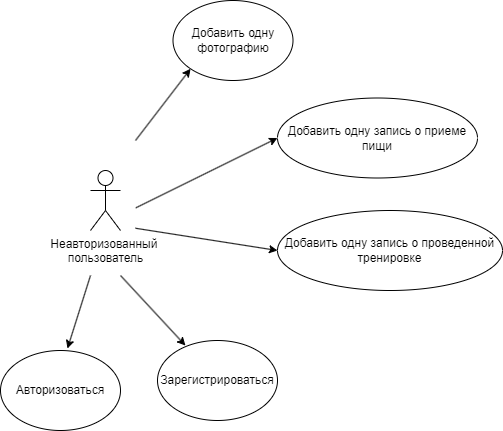 Добавить одну
фотографию
Добавить одну запись о приеме
пищи
Неавторизованный
пользователь
Добавить одну запись о проведенной
тренировке
Авторизоваться
Зарегистрироваться